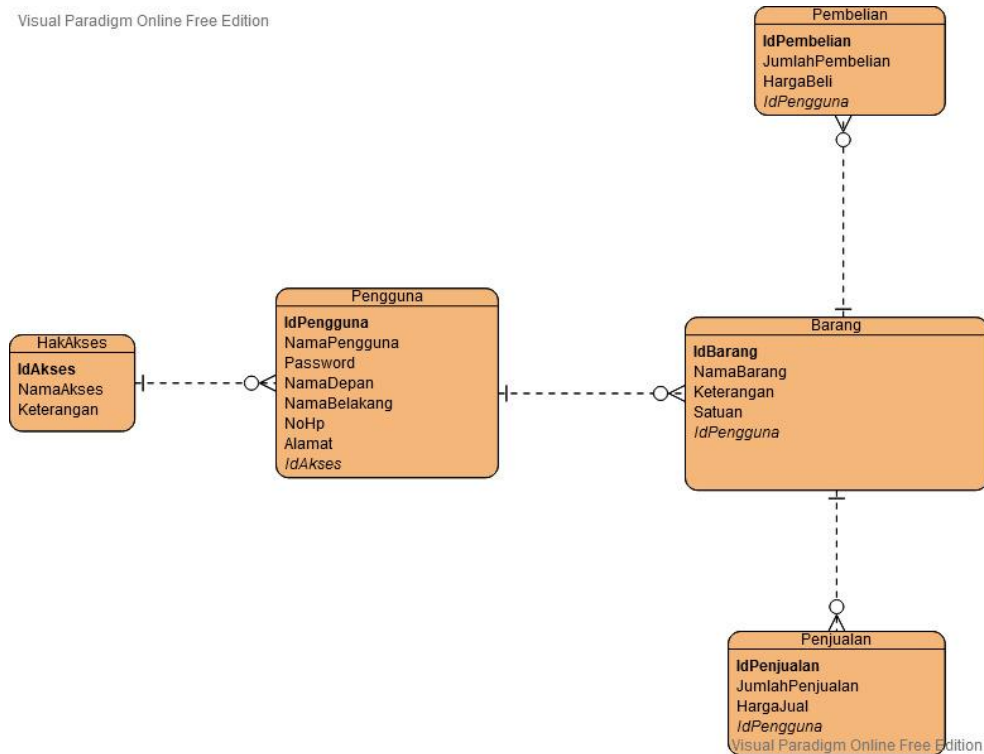 Visual Paradigm Online Free Edition
Pembelian
IdPembelian
JumlahPembelian
HargaBeli
IdPengguna
HakAkses
IdAkses
NamaAkses
Keterangan
Pengguna
IdPengguna
NamaPengguna
Password
NamaDepan
NamaBelakang
NoHp
Alamat
IdAkses
Barang
IdBarang
NamaBarang
Keterangan
Satuan
IdPengguna
Penjualan
IdPenjualan
JumlahPenjualan
HargaJual
IdPengguna
Visual Paradigm Online Free Edition